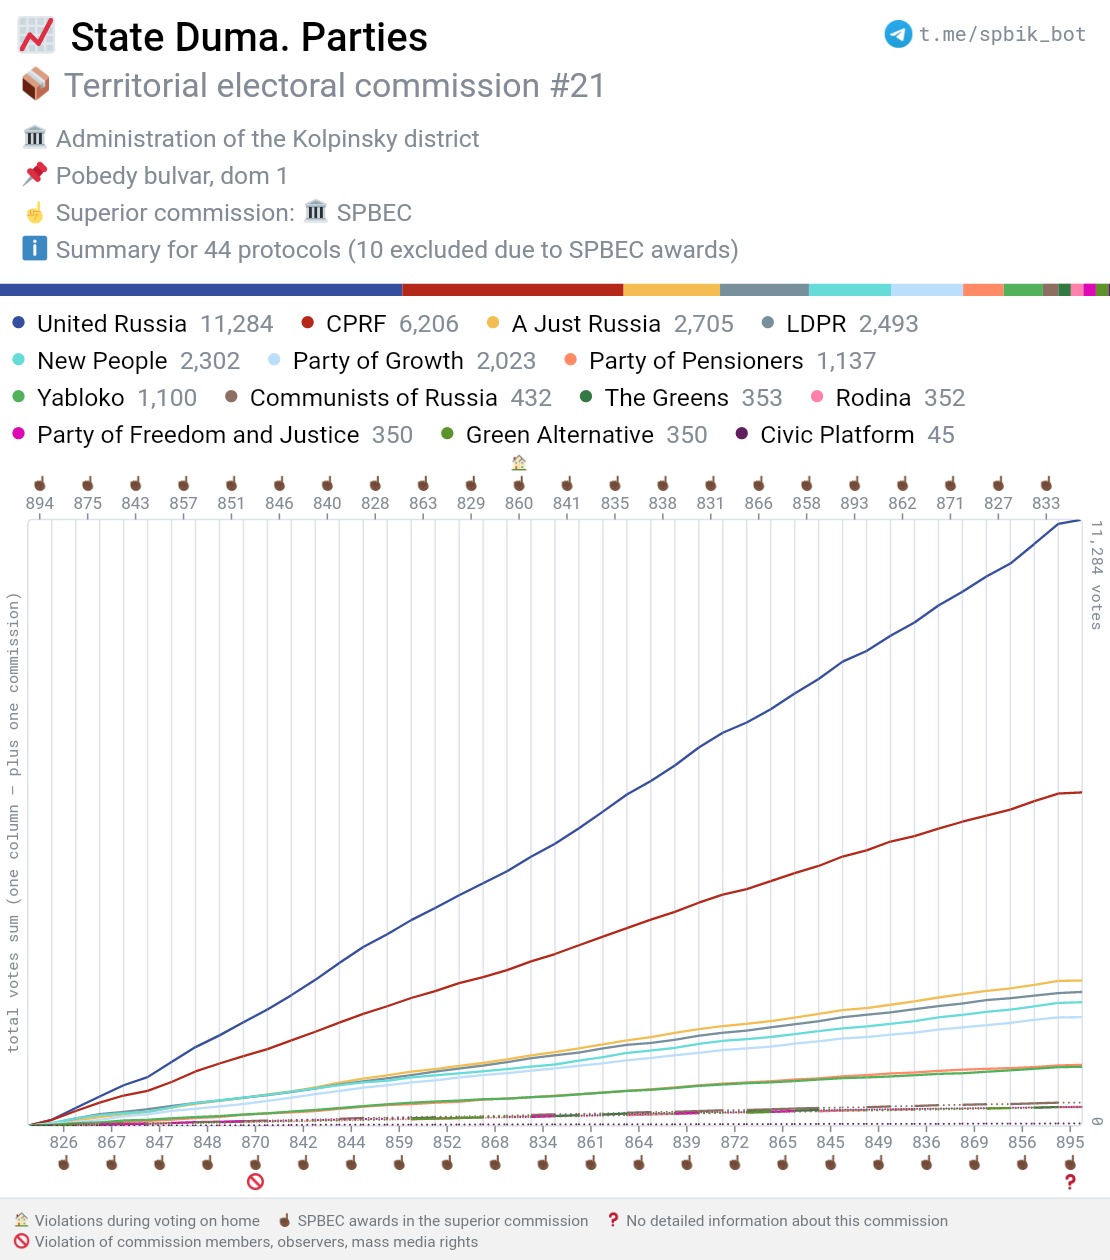 State Duma. Parties
t.me/spbik_bot
Territorial electoral commission #21
Administration of the Kolpinsky district
Pobedy bulvar, dom 1
Superior commission: SPBEC
Summary for 44 protocols (10 excluded due to SPBEC awards)
United Russia 11,284 CPRF 6,206 A Just Russia 2,705 LDPR 2,493
New People 2,302 Party of Growth 2,023 Party of Pensioners 1,137
Yabloko 1,100 Communists of Russia 432 The Greens 353 Rodina 352
Party of Freedom and Justice 350 Green Alternative 350 Civic Platform 45
894 875 843 857 851 846 840 828 863 829 860 841 835 838 831 866 858 893 862 871 827 833
11,284 votes
total votes sum (one column – plus one commission)
0
826 867 847 848 870 842 844 859 852 868 834 861 864 839 872 865 845 849 836 869 856 895
Violations during voting on home SPBEC awards in the superior commission No detailed information about this commission
Violation of commission members, observers, mass media rights